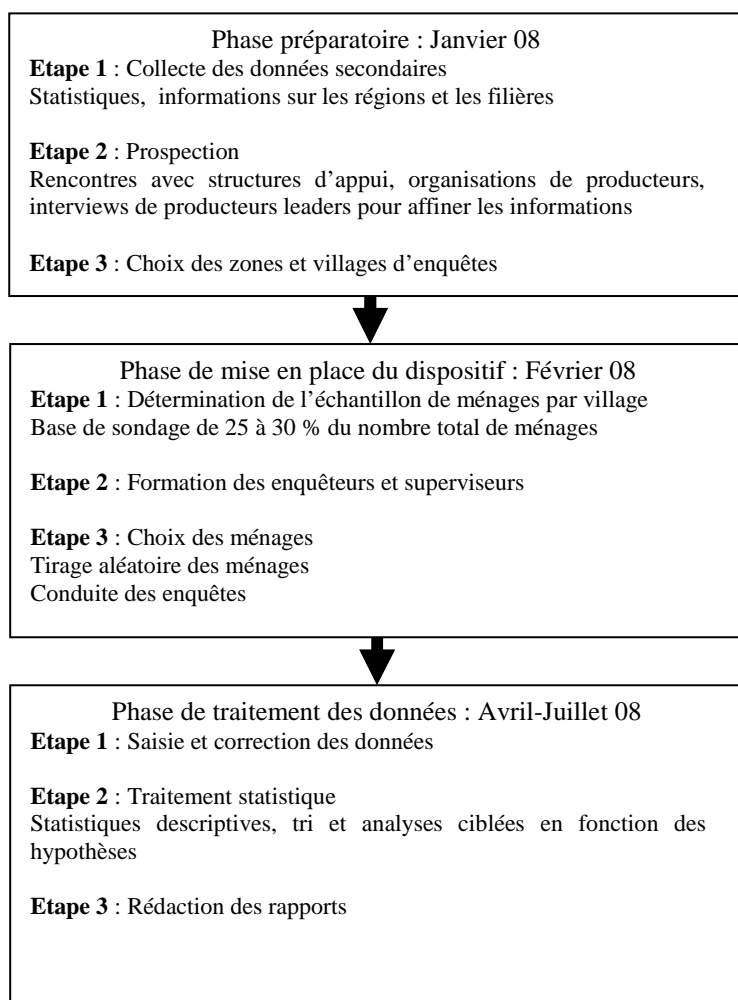 Phase préparatoire : Janvier 08
Etape 1 : Collecte des données secondaires
Statistiques, informations sur les régions et les filières
Etape 2 : Prospection
Rencontres avec structures d’appui, organisations de producteurs,
interviews de producteurs leaders pour affiner les informations
Etape 3 : Choix des zones et villages d’enquêtes
Phase de mise en place du dispositif : Février 08
Etape 1 : Détermination de l’échantillon de ménages par village
Base de sondage de 25 à 30 % du nombre total de ménages
Etape 2 : Formation des enquêteurs et superviseurs
Etape 3 : Choix des ménages
Tirage aléatoire des ménages
Conduite des enquêtes
Phase de traitement des données : Avril-Juillet 08
Etape 1 : Saisie et correction des données
Etape 2 : Traitement statistique
Statistiques descriptives, tri et analyses ciblées en fonction des
hypothèses
Etape 3 : Rédaction des rapports